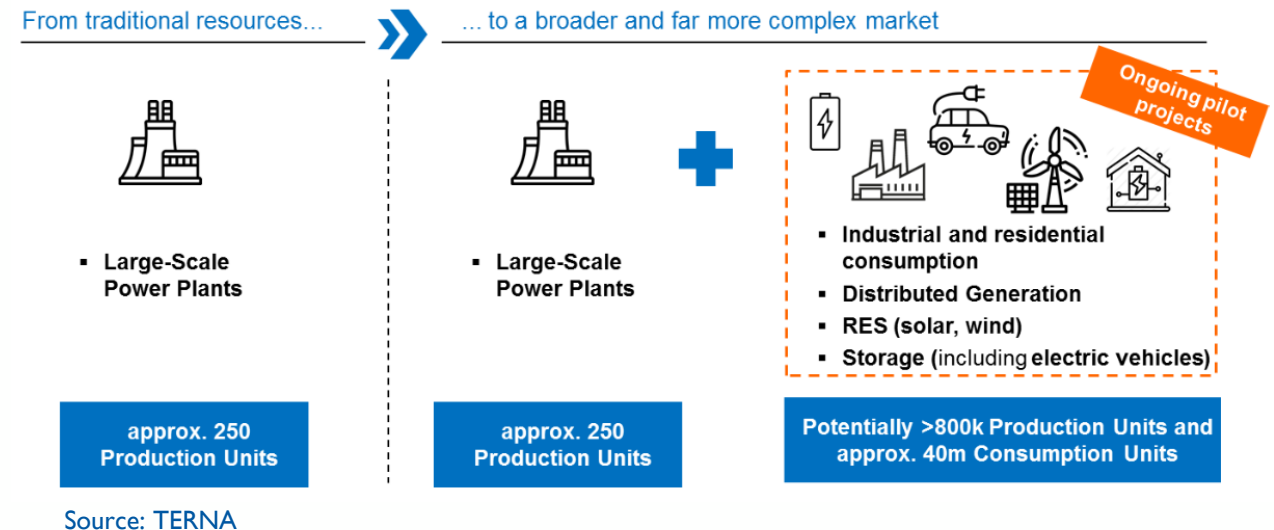 From traditional resources...
... to a broader and far more complex market
Ongoing pilot
projects
▪ Large-Scale
Power Plants
▪ Large-Scale
Power Plants
▪ Industrial and residential
consumption
▪ Distributed Generation
▪ RES (solar, wind)
▪ Storage (including electric vehicles)
approx. 250
Production Units
approx. 250
Production Units
Potentially >800k Production Units and
approx. 40m Consumption Units
Source: TERNA